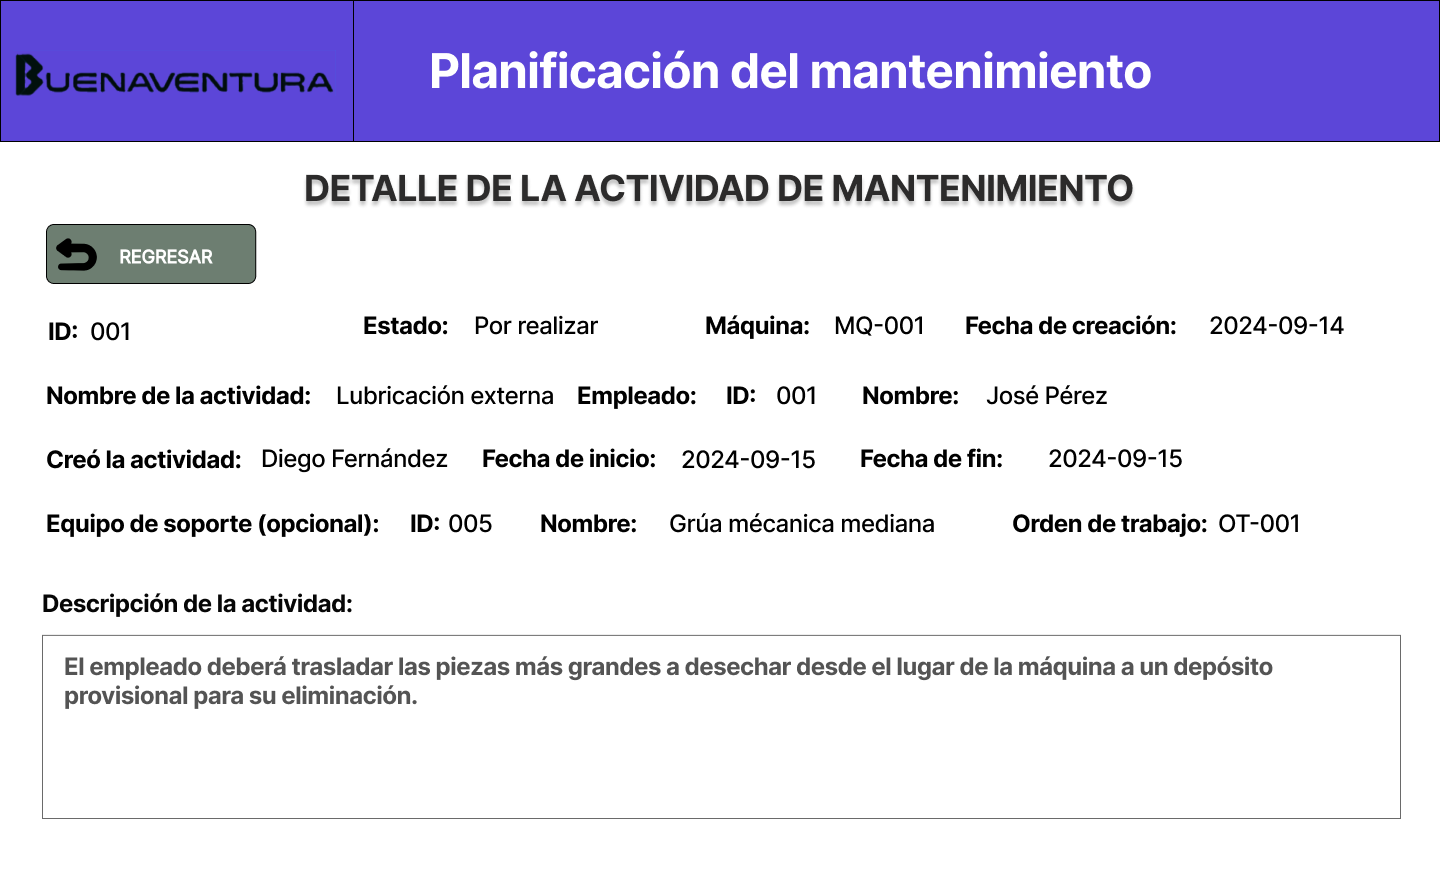 BUENAVENTURA
Planificación del mantenimiento
DETALLE DE LA ACTIVIDAD DE MANTENIMIENTO
REGRESAR
ID: 001 Estado: Por realizar Máquina: MQ-001 Fecha de creación: 2024-09-14
Nombre de la actividad: Lubricación externa Empleado: ID: 001 Nombre: José Pérez
Creó la actividad: Diego Fernández Fecha de inicio: 2024-09-15 Fecha de fin: 2024-09-15
Equipo de soporte (opcional): ID: 005 Nombre: Grúa mécanica mediana Orden de trabajo: OT-001
Descripción de la actividad:
El empleado deberá trasladar las piezas más grandes a desechar desde el lugar de la máquina a un depósito
provisional para su eliminación.